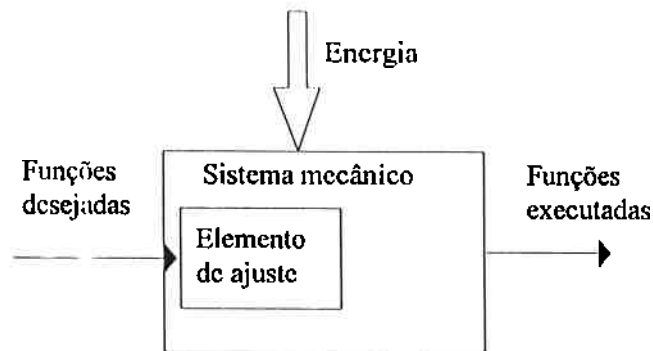 Energia
Funções
desejadas
Sistema mecânico
Elemento
de ajuste
Funções
executadas